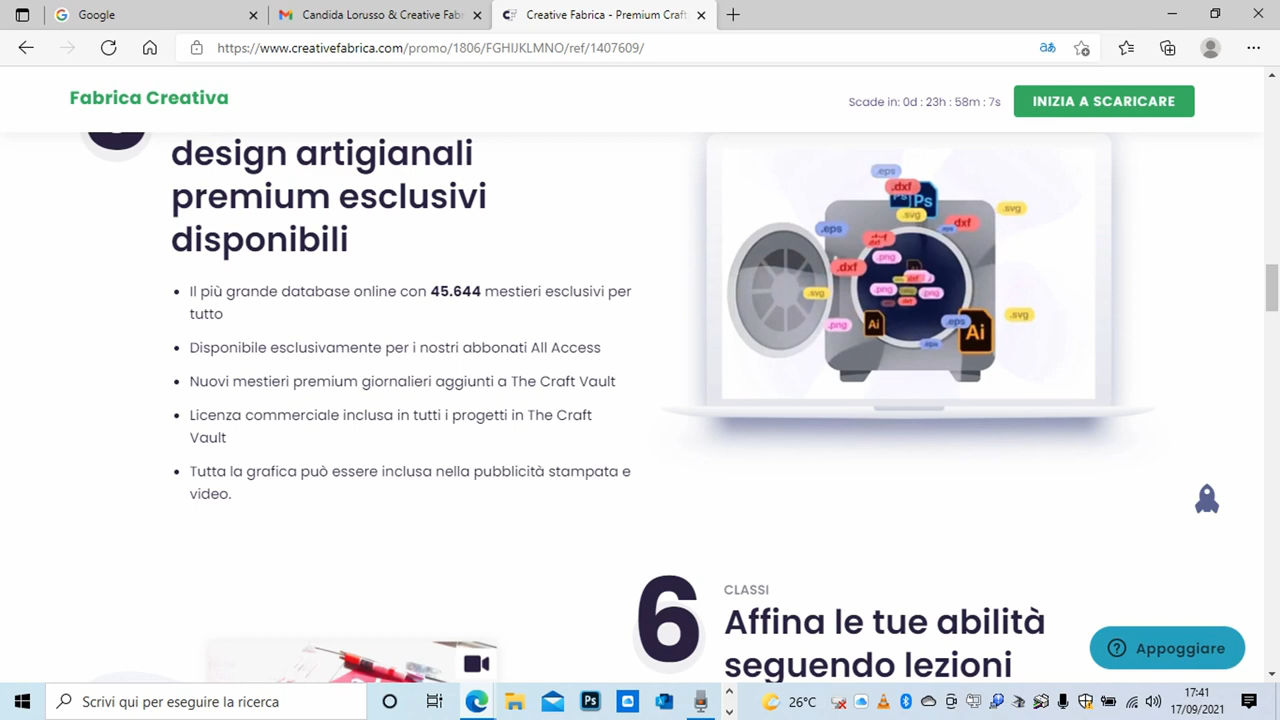 Google
Candida Lorusso & Creative Fabr
Creative Fabrica - Premium Craft
https://www.creativefabrica.com/promo/1806/FGHIJKLMNO/ref/1407609/
Fabrica Creativa
Scade in: 0d : 23h : 58m : 7s
INIZIA A SCARICARE
design artigianali
premium esclusivi
disponibili
Il più grande database online con 45.644 mestieri esclusivi per
tutto
Disponibile esclusivamente per i nostri abbonati All Access
Nuovi mestieri premium giornalieri aggiunti a The Craft Vault
Licenza commerciale inclusa in tutti i progetti in The Craft
Vault
Tutta la grafica può essere inclusa nella pubblicità stampata e
video.
.eps
.dxf
Ps
.svg
.svg
.eps
dxf
.png
.dxf
.svg
.png
.png
.png
Ai
.eps
Ai
.svg
6
CLASSI
Affina le tue abilità
seguendo lezioni
Appoggiare
Scrivi qui per eseguire la ricerca
Ps
26°C
17:41
17/09/2021